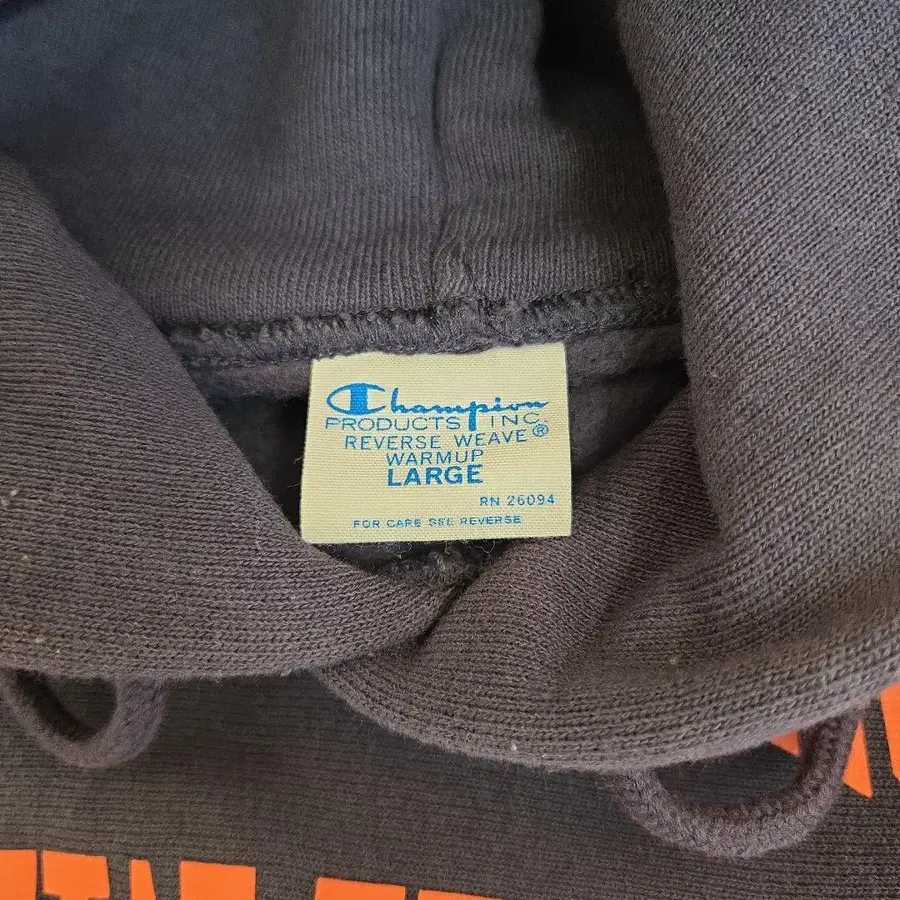 Champion
PRODUCTS INC
REVERSE WEAVE®
WARMUP
LARGE
RN 26094
FOR CARE SEE REVERSE